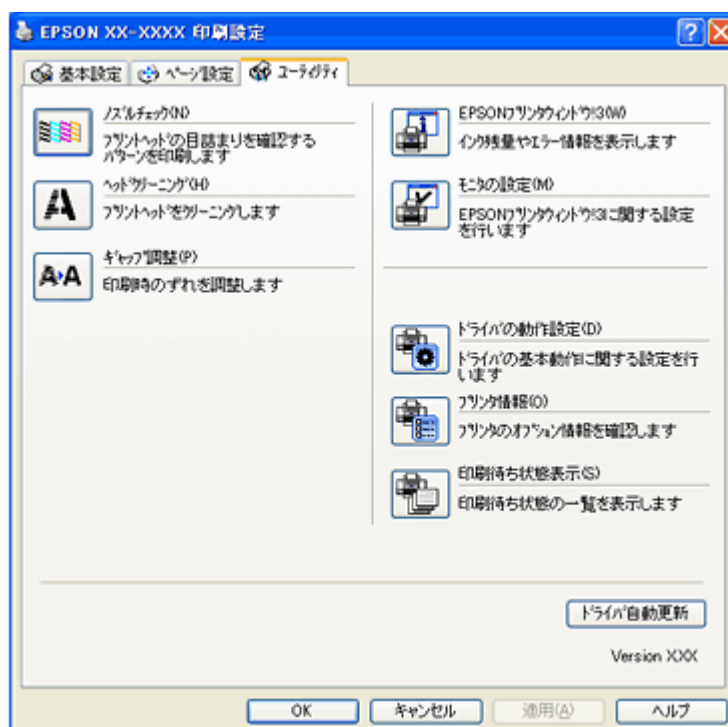 EPSON XX-XXXX 印刷設定
基本設定
ページ設定
ユーティリティ
ノズルチェック(N)
プリントヘッドの目詰まりを確認する
パターンを印刷します
ヘッドクリーニング(H)
プリントヘッドをクリーニングします
ギャップ調整(P)
印刷時のずれを調整します
EPSONプリンタウィンドウ!3(W)
インク残量やエラー情報を表示します
モニタの設定(M)
EPSONプリンタウィンドウ!3に関する設定
を行います
ドライバの動作設定(D)
ドライバの基本動作に関する設定を行
います
プリンタ情報(O)
プリンタのオプション情報を確認します
印刷待ち状態表示(S)
印刷待ち状態の一覧を表示します
ドライバ自動更新
Version XXX
OK
キャンセル
適用(A)
ヘルプ